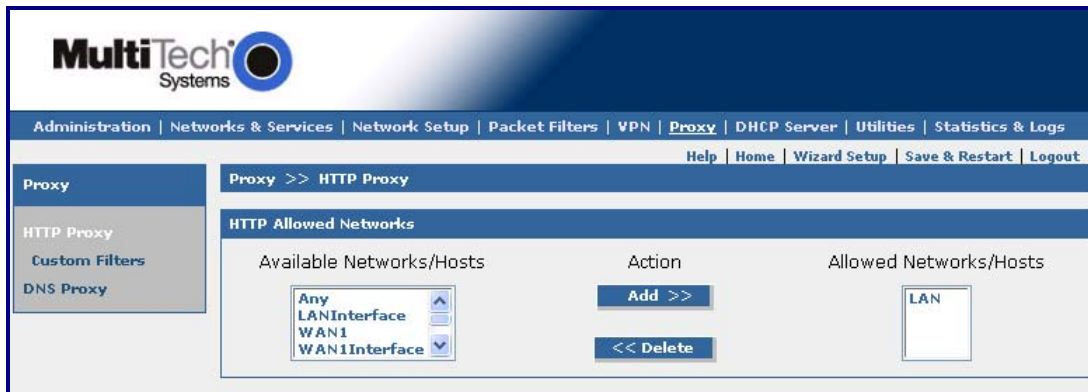 MultiTech
Systems
Administration | Networks & Services | Network Setup | Packet Filters | VPN | Proxy | DHCP Server | Utilities | Statistics & Logs
Help | Home | Wizard Setup | Save & Restart | Logout
Proxy
HTTP Proxy
Custom Filters
DNS Proxy
Proxy >> HTTP Proxy
HTTP Allowed Networks
Available Networks/Hosts
Action
Allowed Networks/Hosts
Any
LANInterface
WAN1
WAN1Interface
Add >>
<< Delete
LAN